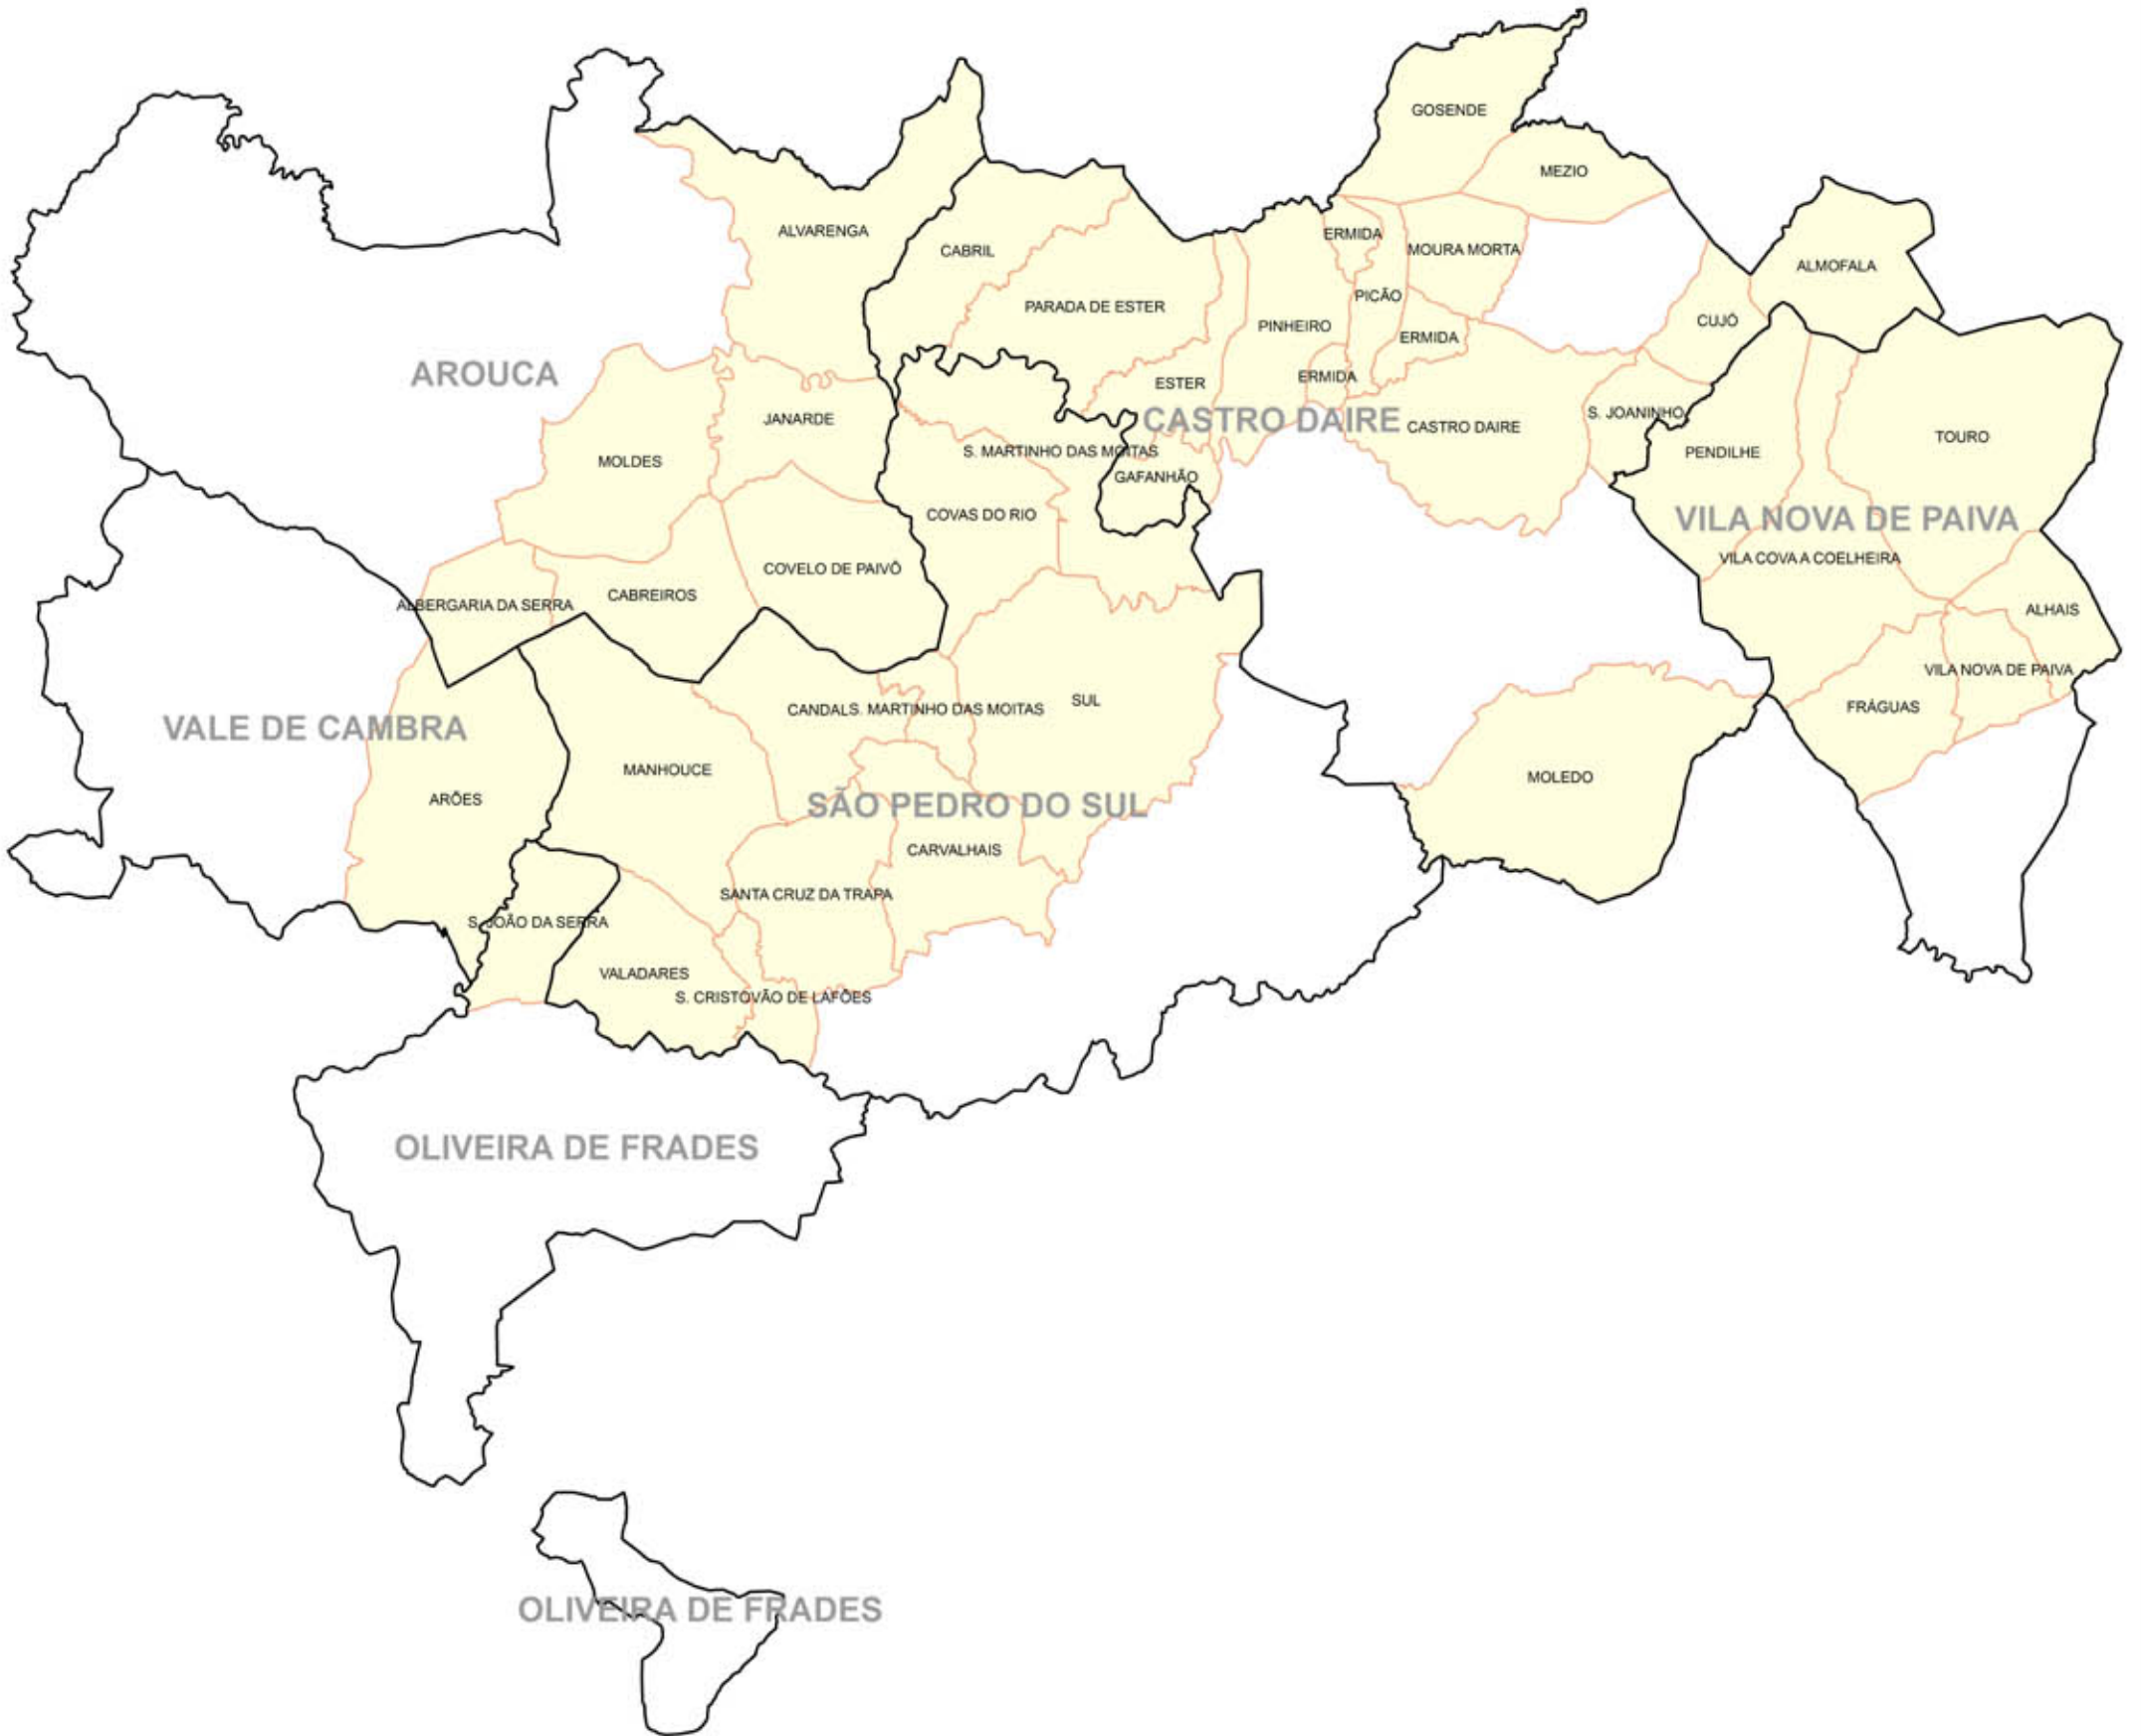 GOSENDE
MEZIO
ALVARENGA
ERMIDA
CABRIL
MOURA MORTA
ALMOFALA
PICÃO
PARADA DE ESTER
CUJÓ
PINHEIRO
ERMIDA
AROUCA
ERMIDA
ESTER
S. JOANINHO
JANARDE
CASTRO DAIRE
CASTRO DAIRE
TOURO
S. MARTINHO DAS MOITAS
PENDILHE
MOLDES
GAFANHÃO
COVAS DO RIO
VILA NOVA DE PAIVA
VILA COVA A COELHEIRA
COVELO DE PAIVÓ
CABREIROS
ALBERGARIA DA SERRA
ALHAIS
VILA NOVA DE PAIVA
SUL
CANDAL
S. MARTINHO DAS MOITAS
FRÁGUAS
VALE DE CAMBRA
MANHOUCE
MOLEDO
ARÕES
SÃO PEDRO DO SUL
CARVALHAIS
SANTA CRUZ DA TRAPA
S. JOÃO DA SERRA
VALADARES
S. CRISTOVÃO DE LAFÕES
OLIVEIRA DE FRADES
OLIVEIRA DE FRADES